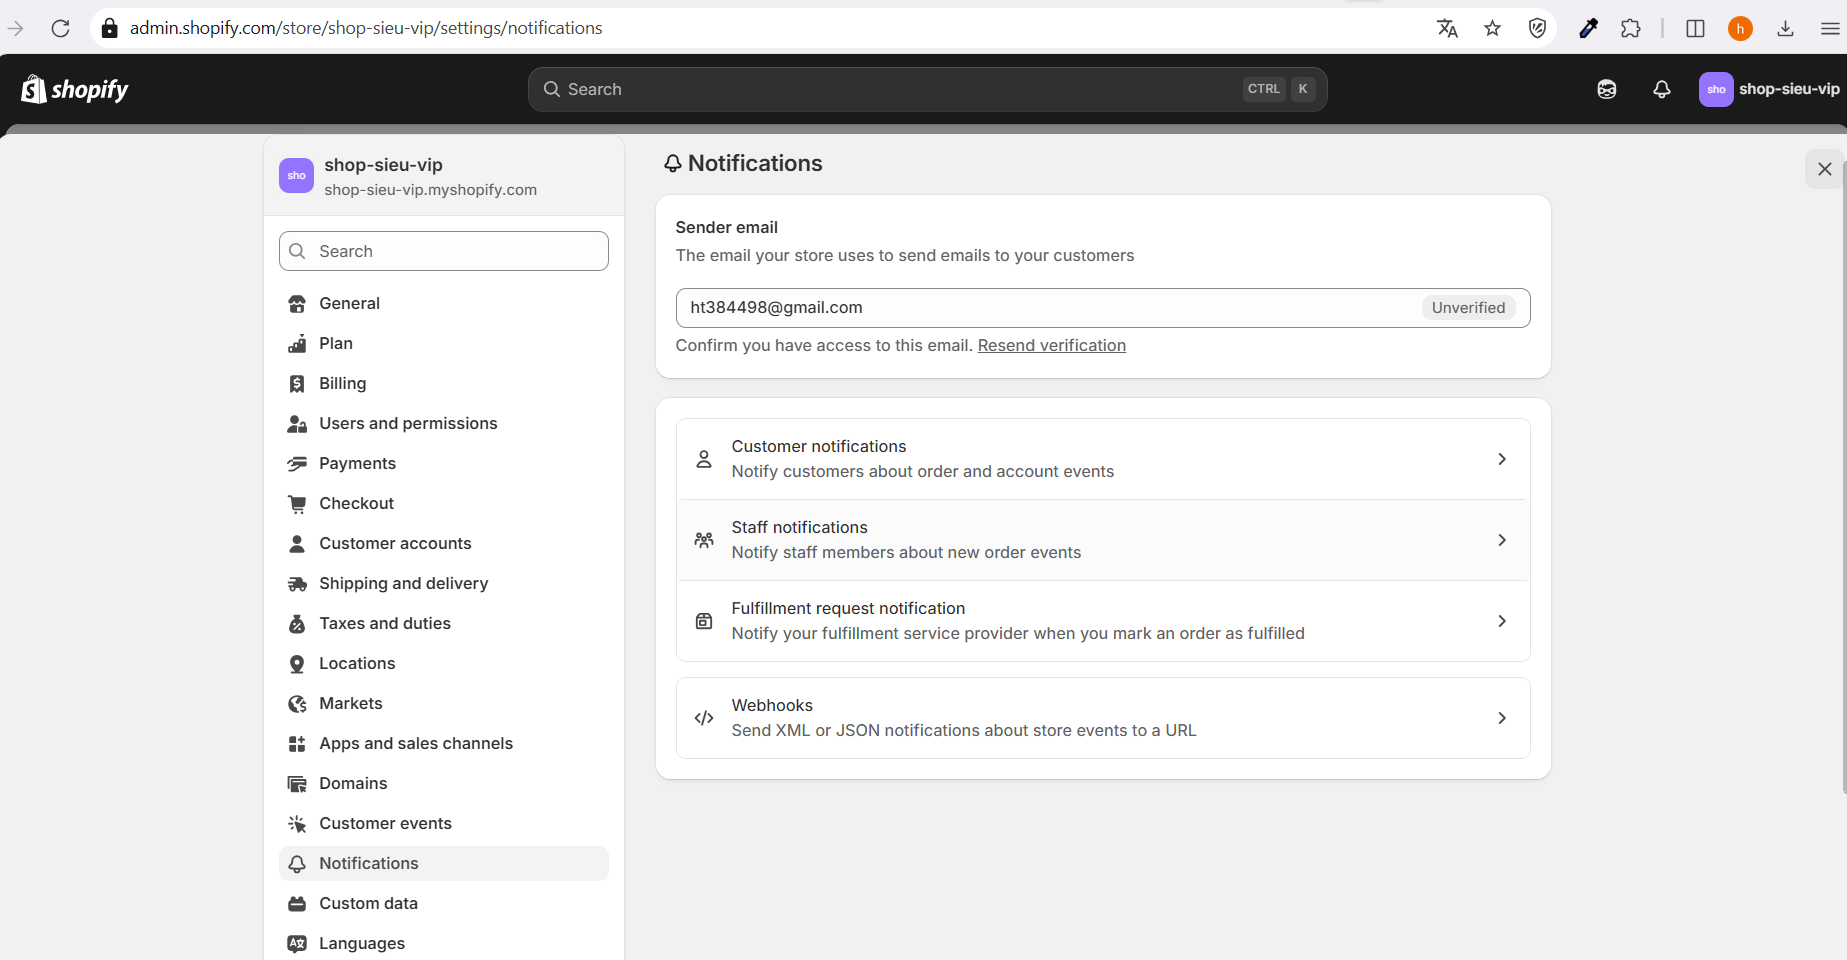 admin.shopify.com/store/shop-sieu-vip/settings/notifications
h
shopify
Search
CTRL
K
sho
shop-sieu-vip
sho
shop-sieu-vip
shop-sieu-vip.myshopify.com
Search
General
Plan
Billing
Users and permissions
Payments
Checkout
Customer accounts
Shipping and delivery
Taxes and duties
Locations
Markets
Apps and sales channels
Domains
Customer events
Notifications
Custom data
Languages
Notifications
Sender email
The email your store uses to send emails to your customers
ht384498@gmail.com
Unverified
Confirm you have access to this email. Resend verification
Customer notifications
Notify customers about order and account events
Staff notifications
Notify staff members about new order events
Fulfillment request notification
Notify your fulfillment service provider when you mark an order as fulfilled
Webhooks
Send XML or JSON notifications about store events to a URL